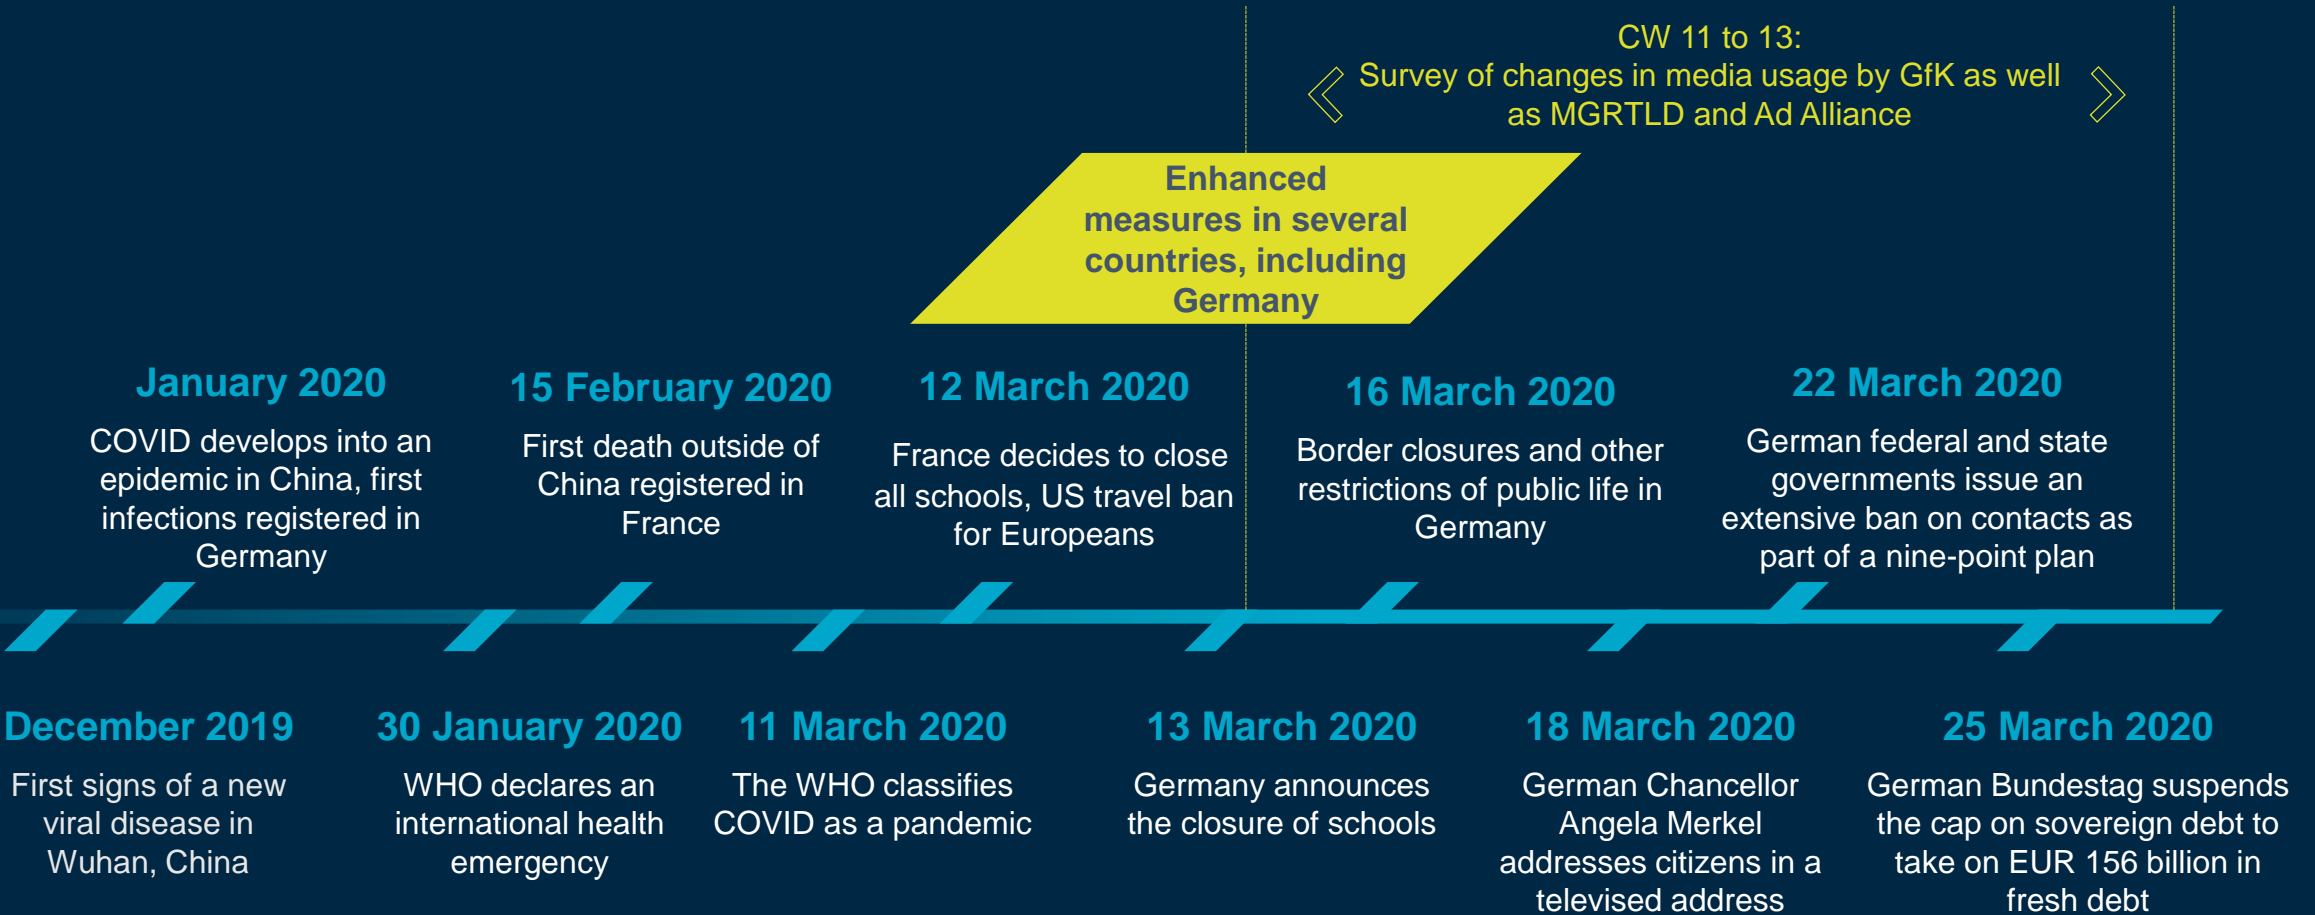 CW 11 to 13:
Survey of changes in media usage by GfK as well
as MGRTLD and Ad Alliance
Enhanced
measures in several
countries, including
Germany
January 2020
COVID develops into an
epidemic in China, first
infections registered in
Germany
15 February 2020
First death outside of
China registered in
France
12 March 2020
France decides to close
all schools, US travel ban
for Europeans
16 March 2020
Border closures and other
restrictions of public life in
Germany
22 March 2020
German federal and state
governments issue an
extensive ban on contacts as
part of a nine-point plan
December 2019
First signs of a new
viral disease in
Wuhan, China
30 January 2020
WHO declares an
international health
emergency
11 March 2020
The WHO classifies
COVID as a pandemic
13 March 2020
Germany announces
the closure of schools
18 March 2020
German Chancellor
Angela Merkel
addresses citizens in a
televised address
25 March 2020
German Bundestag suspends
the cap on sovereign debt to
take on EUR 156 billion in
fresh debt